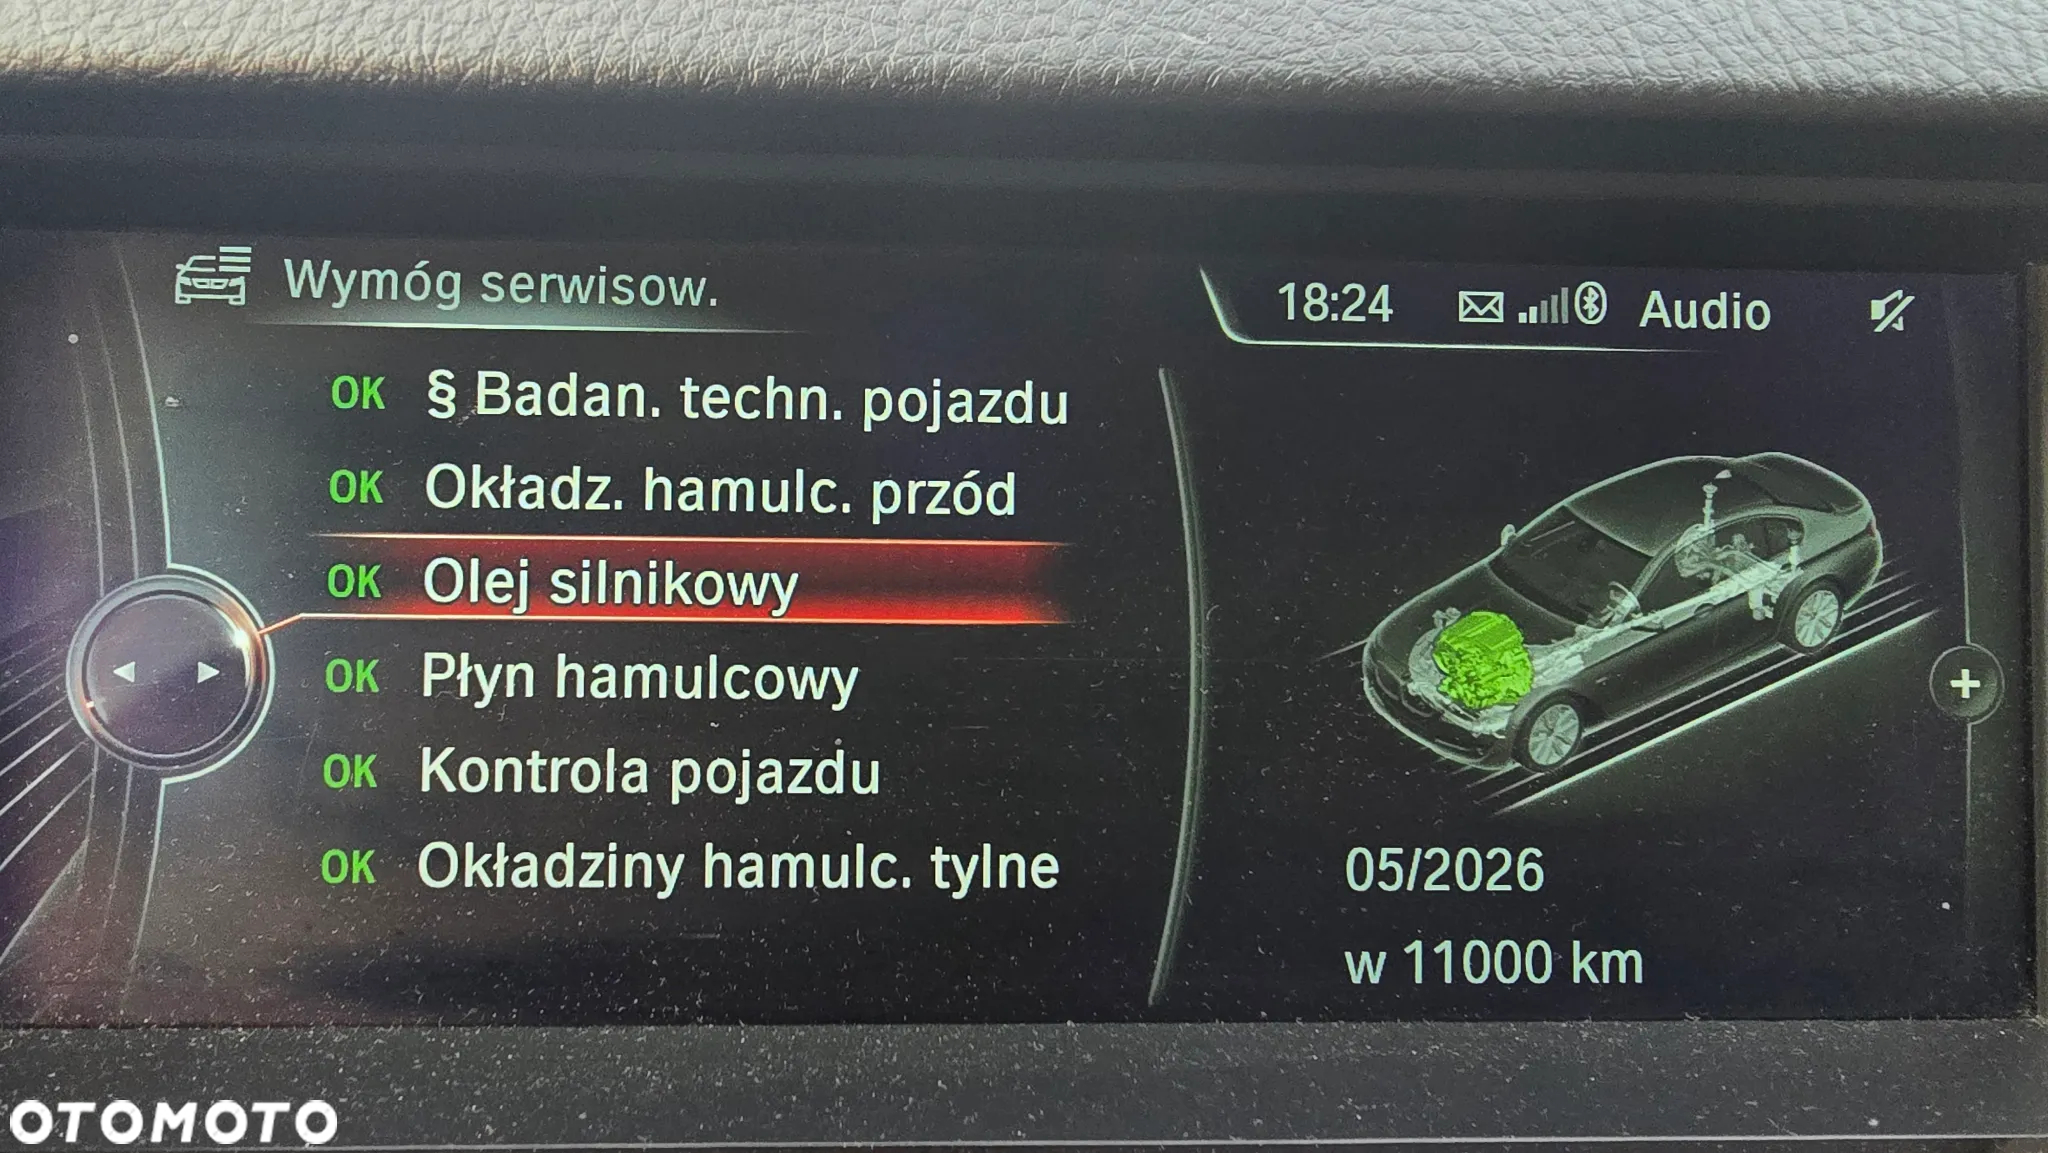 Wymóg serwisow.
18:24 Audio
OK § Badan. techn. pojazdu
OK Okładz. hamulc. przód
OK Olej silnikowy
OK Płyn hamulcowy
OK Kontrola pojazdu
OK Okładziny hamulc. tylne
05/2026
w 11000 km
OTOMOTO